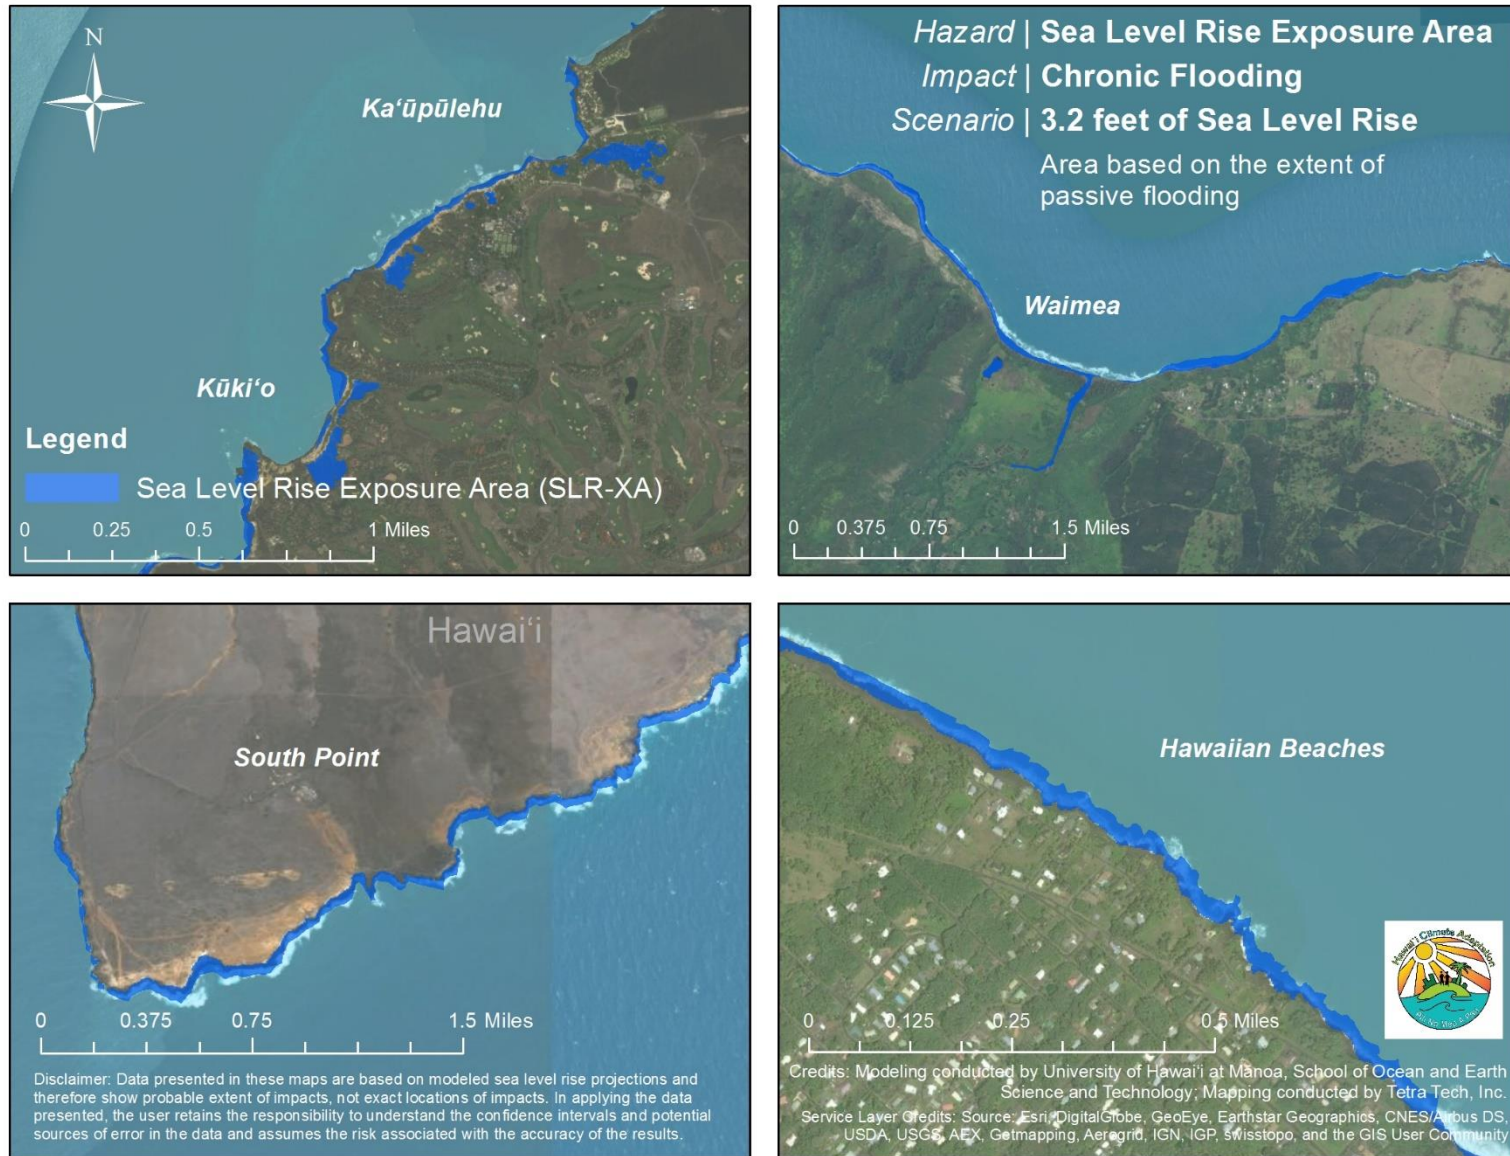 N
Ka‘ūpūlehu
Kūki‘o
Legend
Sea Level Rise Exposure Area (SLR-XA)
0 0.25 0.5 1 Miles
Hazard | Sea Level Rise Exposure Area
Impact | Chronic Flooding
Scenario | 3.2 feet of Sea Level Rise
Area based on the extent of
passive flooding
Waimea
0 0.375 0.75 1.5 Miles
Hawai‘i
South Point
0 0.375 0.75 1.5 Miles
Disclaimer: Data presented in these maps are based on modeled sea level rise projections and
therefore show probable extent of impacts, not exact locations of impacts. In applying the data
presented, the user retains the responsibility to understand the confidence intervals and potential
sources of error in the data and assumes the risk associated with the accuracy of the results.
Hawaiian Beaches
Hawai‘i Climate Adaptation
0 0.125 0.25 0.5 Miles
Credits: Modeling conducted by University of Hawai‘i at Mānoa, School of Ocean and Earth
Science and Technology; Mapping conducted by Tetra Tech, Inc.
Service Layer Credits: Source: Esri, DigitalGlobe, GeoEye, Earthstar Geographics, CNES/Airbus DS,
USDA, USGS, AEX, Getmapping, Aerogrid, IGN, IGP, swisstopo, and the GIS User Community